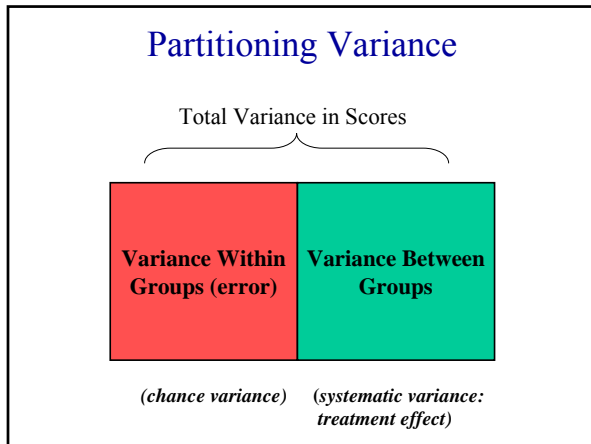 Partitioning Variance
Total Variance in Scores
Variance Within
Groups (error)
Variance Between
Groups
(chance variance)
(systematic variance:
treatment effect)